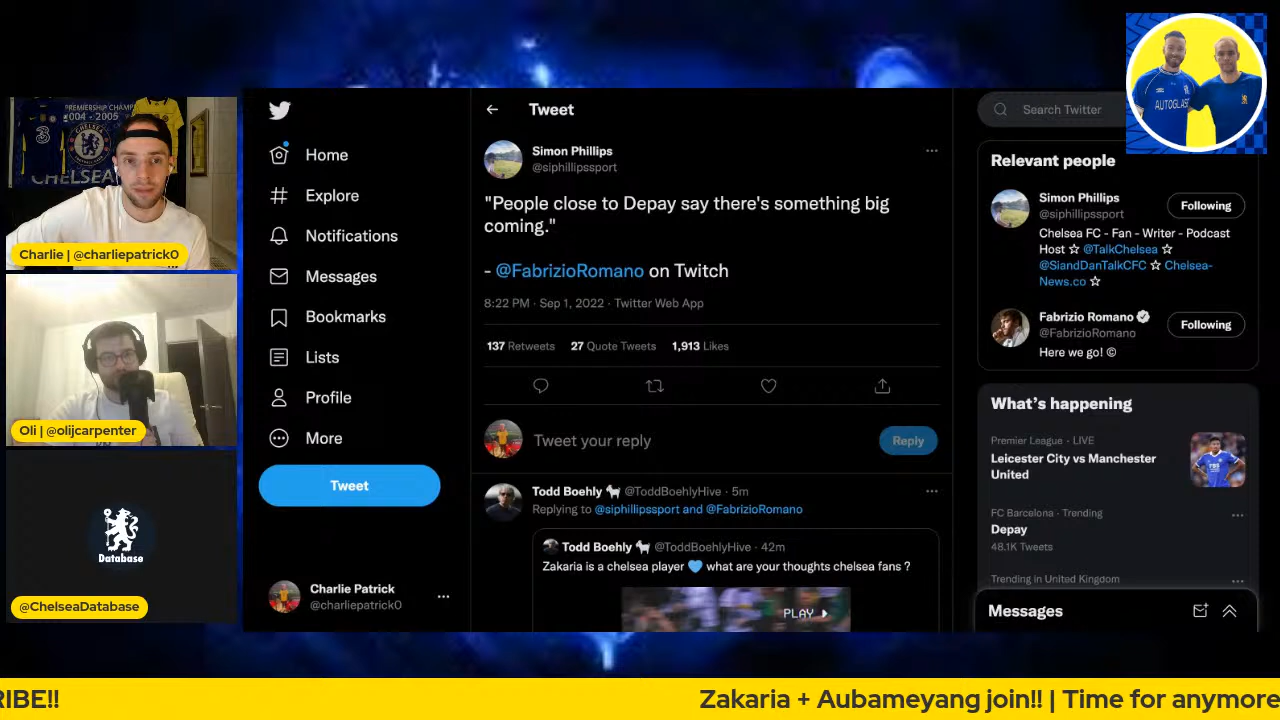 PREMIERSHIP CHAMP
2004 - 2005
3
CHELSEA
Charlie | @charliepatrick0
Oli | @olijcarpenter
Database
@ChelseaDatabase
Home
Explore
Notifications
Messages
Bookmarks
Lists
Profile
More
Tweet
Charlie Patrick
@charliepatrick0
Tweet
Simon Phillips
@siphillipssport
"People close to Depay say there's something big
coming."
- @FabrizioRomano on Twitch
8:22 PM · Sep 1, 2022 · Twitter Web App
137 Retweets 27 Quote Tweets 1,913 Likes
Tweet your reply
Reply
Todd Boehly 🐐 @ToddBoehlyHive · 5m
Replying to @siphillipssport and @FabrizioRomano
Todd Boehly 🐐 @ToddBoehlyHive · 42m
Zakaria is a chelsea player 💙 what are your thoughts chelsea fans ?
PLAY
Search Twitter
AUTOGLASS
Relevant people
Simon Phillips
@siphillipssport
Following
Chelsea FC - Fan - Writer - Podcast
Host ☆ @TalkChelsea ☆
@SiandDanTalkCFC ☆ Chelsea-
News.co ☆
Fabrizio Romano
@FabrizioRomano
Following
Here we go! ©
What's happening
Premier League · LIVE
Leicester City vs Manchester
United
FC Barcelona · Trending
Depay
48.1K Tweets
Trending in United Kingdom
Messages
RIBE!! Zakaria + Aubameyang join!! | Time for anymore